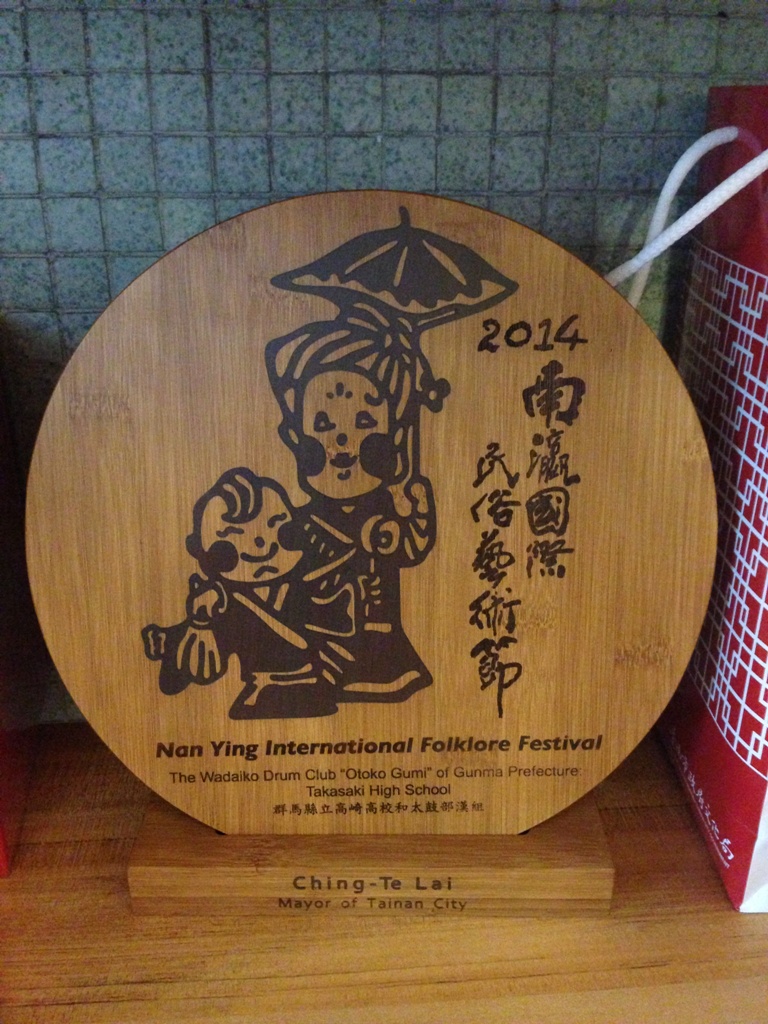 2014
南瀛國際
民俗藝術節
Nan Ying International Folklore Festival
The Wadaiko Drum Club "Otoko Gumi" of Gunma Prefecture:
Takasaki High School
群馬縣立高崎高校和太鼓部漢組
Ching-Te Lai
Mayor of Tainan City